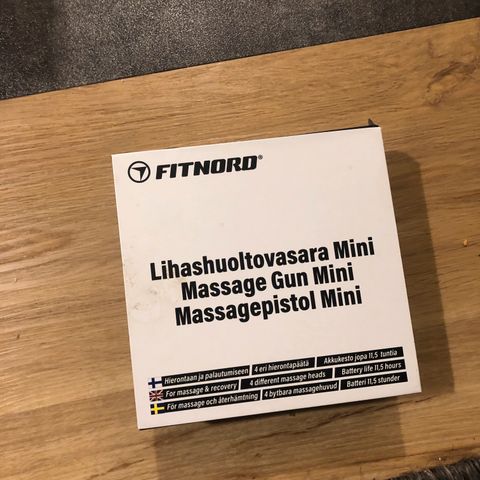 FITNORD®
Lihashuoltovasara Mini
Massage Gun Mini
Massagepistol Mini
Hierontaan ja palautumiseen 4 eri hierontapäätä Akkukesto jopa 11,5 tuntia
For massage & recovery 4 different massage heads Battery life 11,5 hours
För massage och återhämtning 4 bytbara massagehuvud Batteri 11,5 stunder